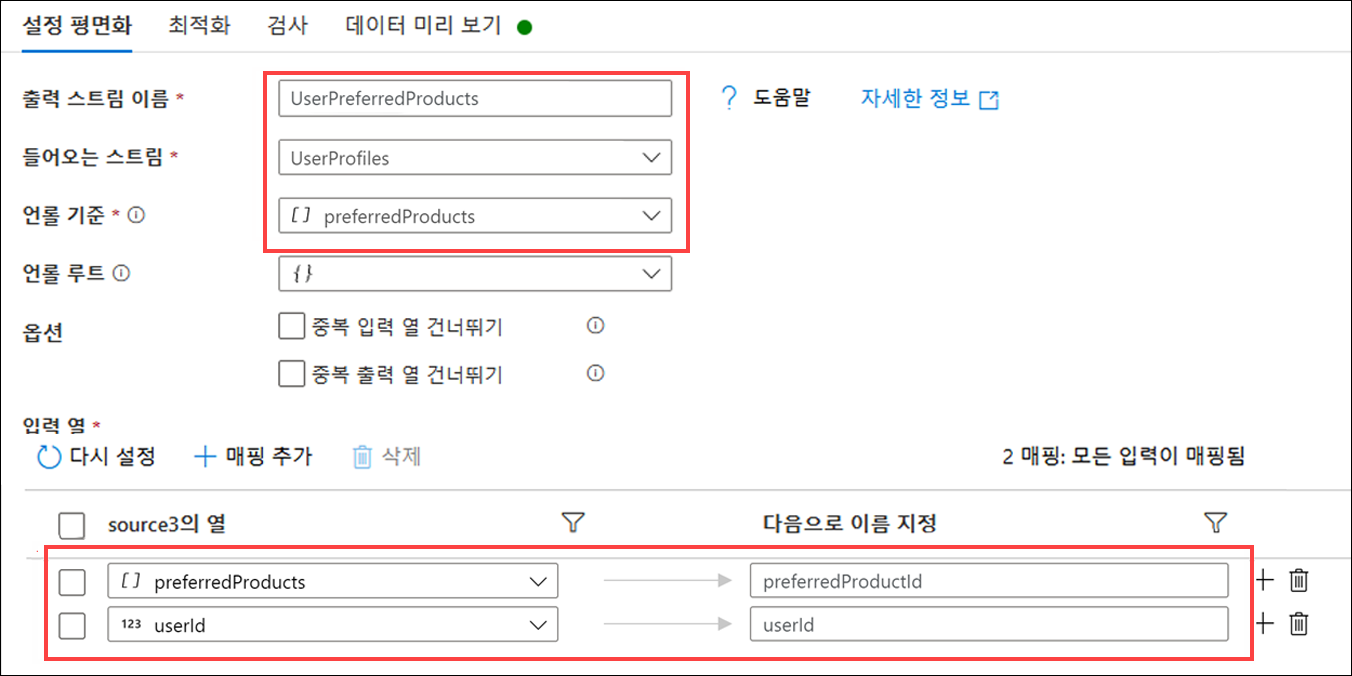 설정 평면화 최적화 검사 데이터 미리 보기
출력 스트림 이름 * UserPreferredProducts ? 도움말 자세한 정보
들어오는 스트림 * UserProfiles
언롤 기준 * [] preferredProducts
언롤 루트 {}
옵션 중복 입력 열 건너뛰기
중복 출력 열 건너뛰기
입력 열 *
다시 설정 + 매핑 추가 삭제 2 매핑: 모든 입력이 매핑됨
source3의 열 다음으로 이름 지정
[] preferredProducts preferredProductId
123 userId userId